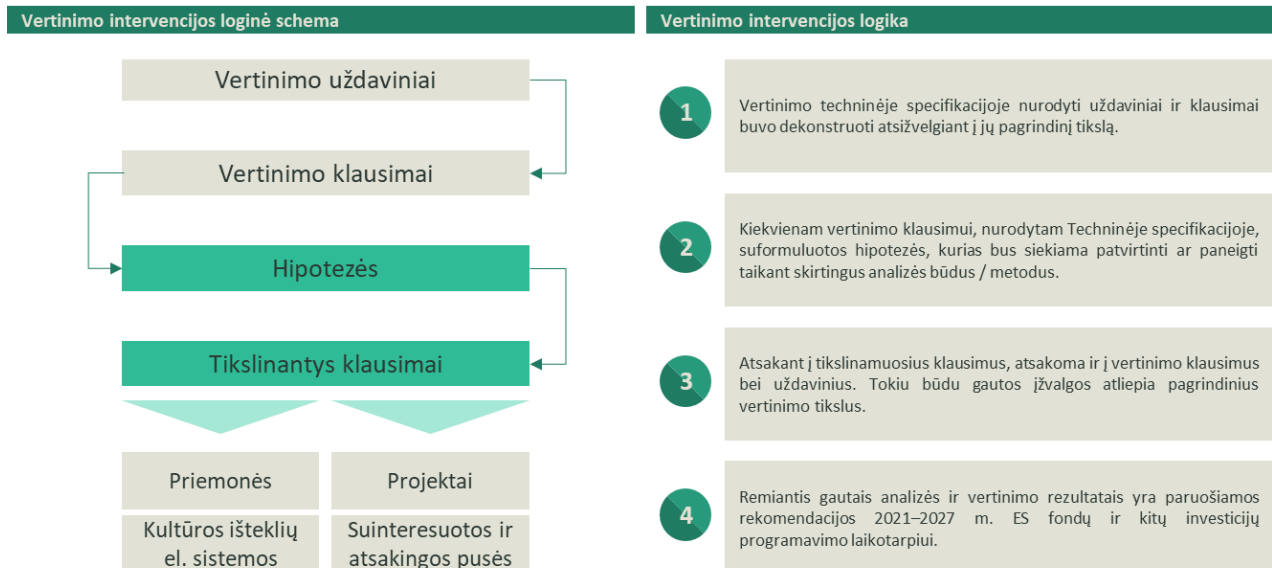 Vertinimo intervencijos loginė schema
Vertinimo uždaviniai
Vertinimo klausimai
Hipotezės
Tikslinantys klausimai
Priemonės
Projektai
Kultūros išteklių
el. sistemos
Suinteresuotos ir
atsakingos pusės
Vertinimo intervencijos logika
1
Vertinimo techninėje specifikacijoje nurodyti uždaviniai ir klausimai
buvo dekonstruoti atsižvelgiant į jų pagrindinį tikslą.
2
Kiekvienam vertinimo klausimui, nurodytam Techninėje specifikacijoje,
suformuluotos hipotezės, kurias bus siekiama patvirtinti ar paneigti
taikant skirtingus analizės būdus / metodus.
3
Atsakant į tikslinamuosius klausimus, atsakoma ir į vertinimo klausimus
bei uždavinius. Tokiu būdu gautos įžvalgos atliepia pagrindinius
vertinimo tikslus.
4
Remiantis gautais analizės ir vertinimo rezultatais yra paruošiamos
rekomendacijos 2021–2027 m. ES fondų ir kitų investicijų
programavimo laikotarpiui.